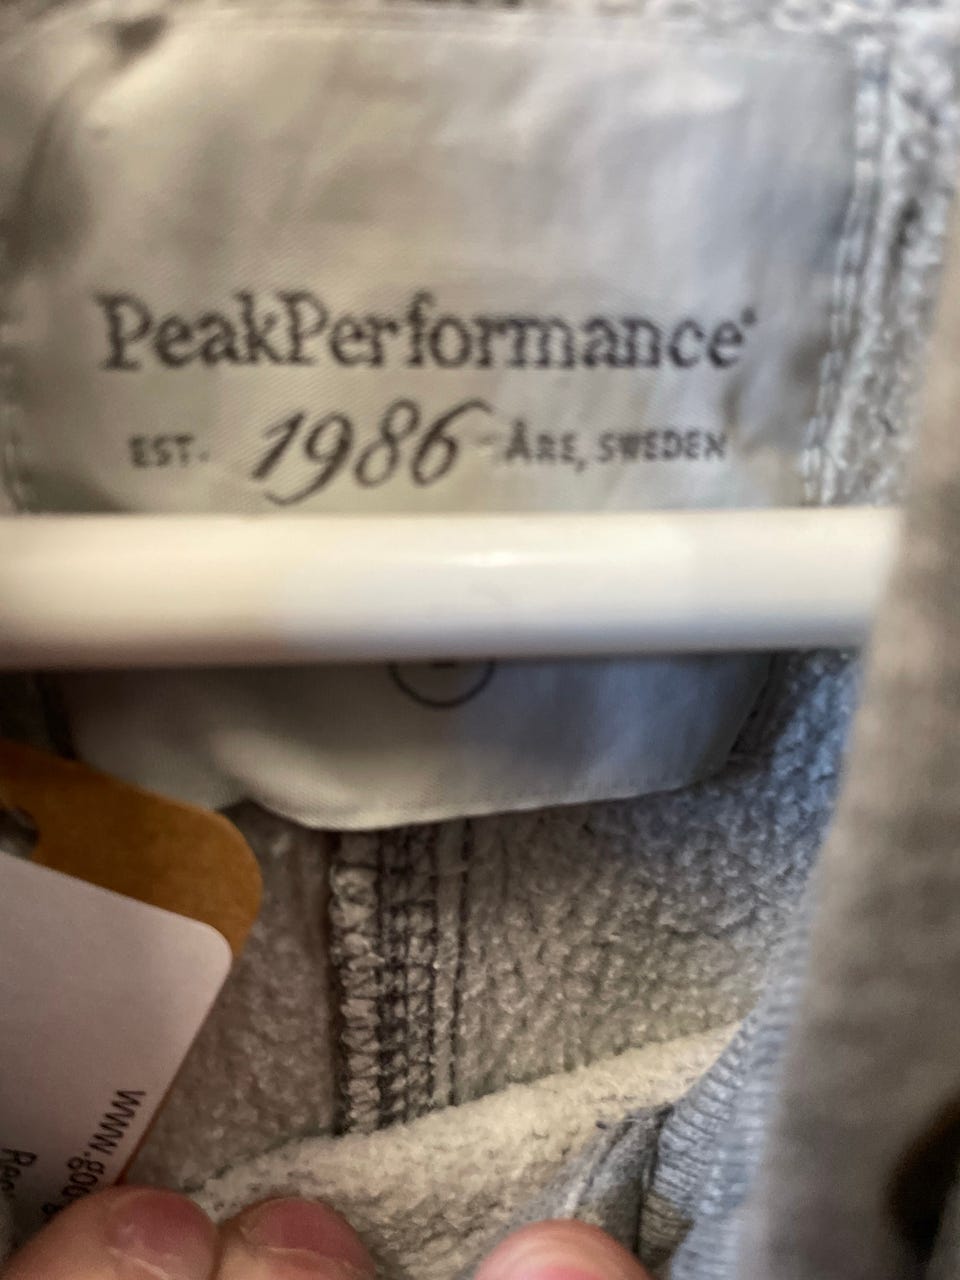 PeakPerformance®
EST. 1986 ÅRE, SWEDEN